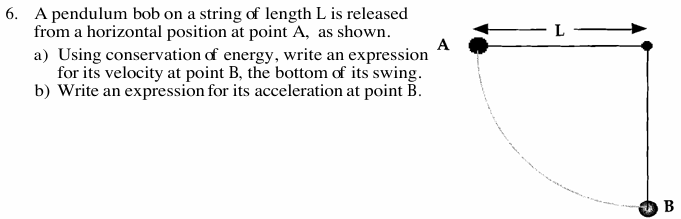 6. A pendulum bob on a string of length L is released
from a horizontal position at point A, as shown.
a) Using conservation of energy, write an expression
for its velocity at point B, the bottom of its swing.
b) Write an expression for its acceleration at point B.
L
A
B